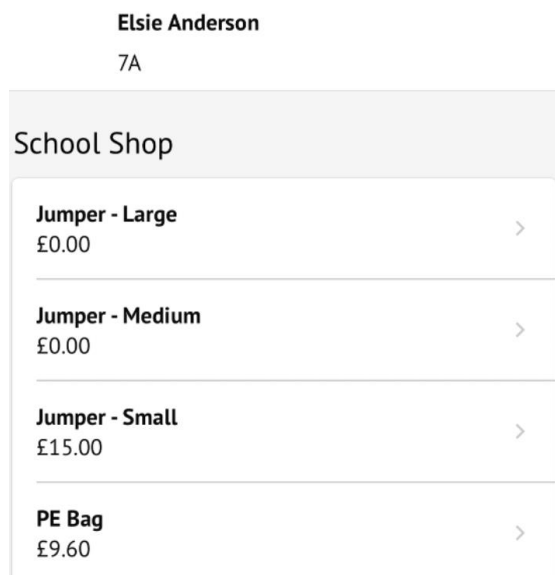 Elsie Anderson
7A
School Shop
Jumper - Large
£0.00
Jumper - Medium
£0.00
Jumper - Small
£15.00
PE Bag
£9.60